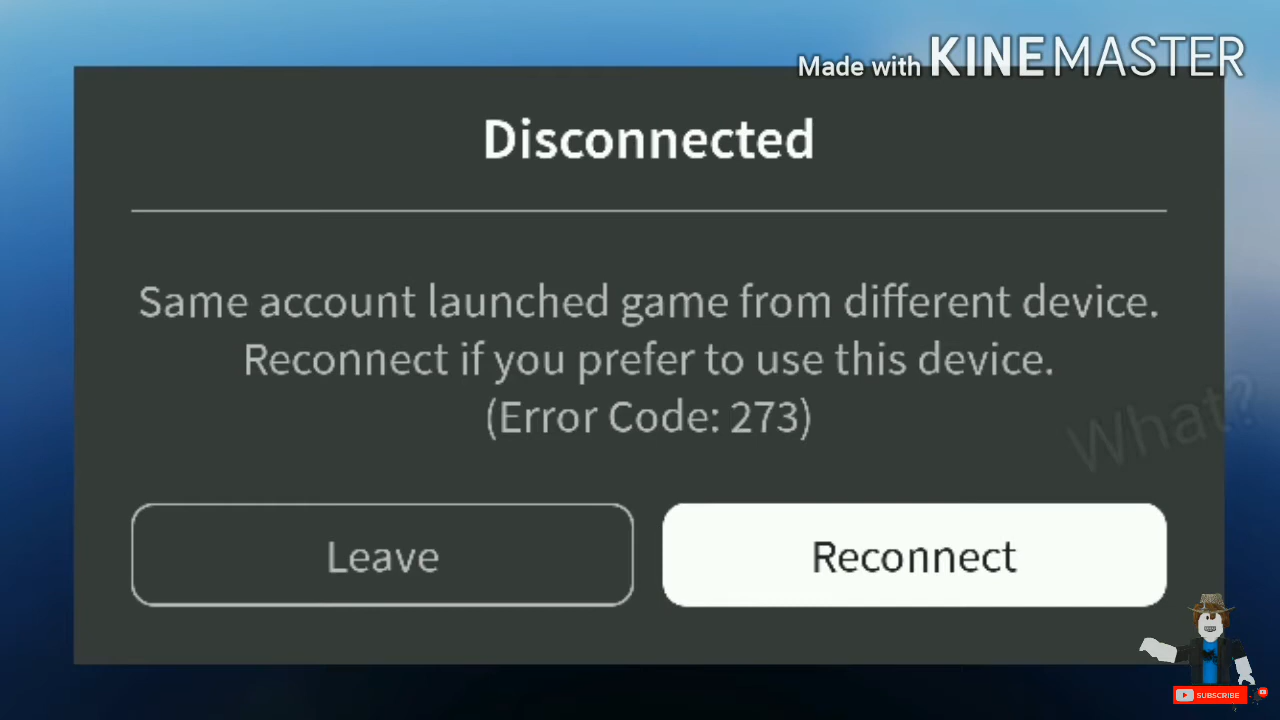 Made with KINEMASTER
Disconnected
Same account launched game from different device.
Reconnect if you prefer to use this device.
(Error Code: 273)
What?
Leave
Reconnect
SUBSCRIBE